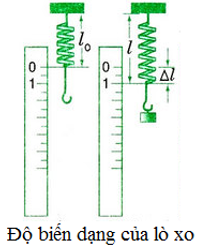 l₀
l
0
1
0
1
Δl
Độ biến dạng của lò xo